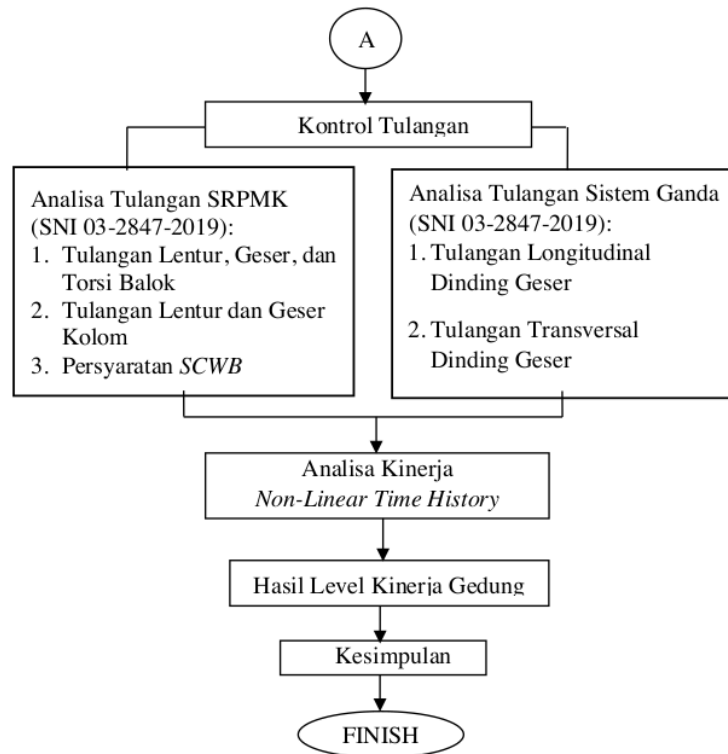 A
Kontrol Tulangan
Analisa Tulangan SRPMK
(SNI 03-2847-2019):
1. Tulangan Lentur, Geser, dan
Torsi Balok
2. Tulangan Lentur dan Geser
Kolom
3. Persyaratan SCWB
Analisa Tulangan Sistem Ganda
(SNI 03-2847-2019):
1. Tulangan Longitudinal
Dinding Geser
2. Tulangan Transversal
Dinding Geser
Analisa Kinerja
Non-Linear Time History
Hasil Level Kinerja Gedung
Kesimpulan
FINISH